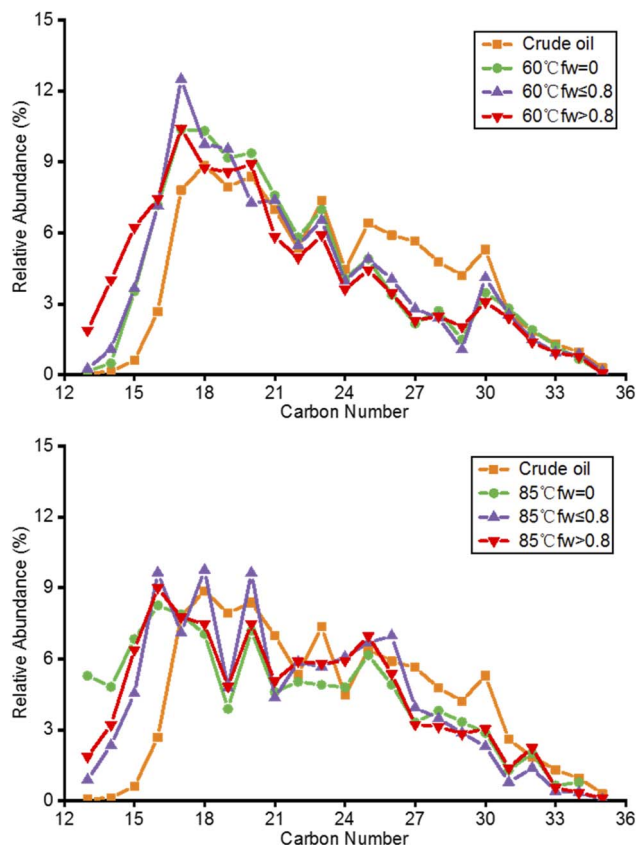 15
12
9
6
3
0
Relative Abundance (%)
Crude oil
60℃fw=0
60℃fw≤0.8
60℃fw>0.8
12 15 18 21 24 27 30 33 36
Carbon Number
15
12
9
6
3
0
Relative Abundance (%)
Crude oil
85℃fw=0
85℃fw≤0.8
85℃fw>0.8
12 15 18 21 24 27 30 33 36
Carbon Number